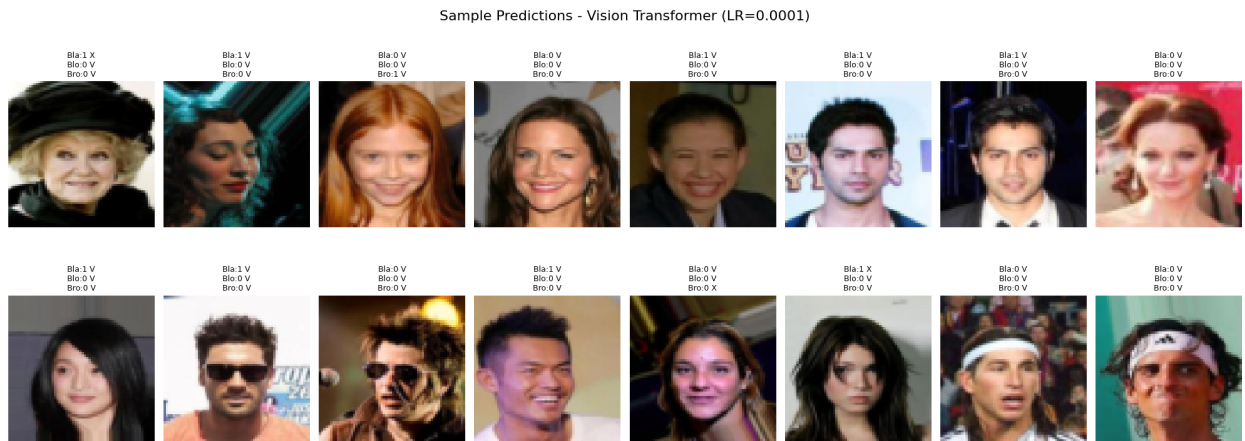 Sample Predictions - Vision Transformer (LR=0.0001)
Bla:1 X
Blo:0 V
Bro:0 V
Bla:1 V
Blo:0 V
Bro:0 V
Bla:0 V
Blo:0 V
Bro:1 V
Bla:0 V
Blo:0 V
Bro:0 V
Bla:1 V
Blo:0 V
Bro:0 V
Bla:1 V
Blo:0 V
Bro:0 V
Bla:1 V
Blo:0 V
Bro:0 V
Bla:0 V
Blo:0 V
Bro:0 V
Bla:1 V
Blo:0 V
Bro:0 V
Bla:1 V
Blo:0 V
Bro:0 V
Bla:0 V
Blo:0 V
Bro:0 V
Bla:1 V
Blo:0 V
Bro:0 V
Bla:0 V
Blo:0 V
Bro:0 X
Bla:1 X
Blo:0 V
Bro:0 V
Bla:0 V
Blo:0 V
Bro:0 V
Bla:0 V
Blo:0 V
Bro:0 V